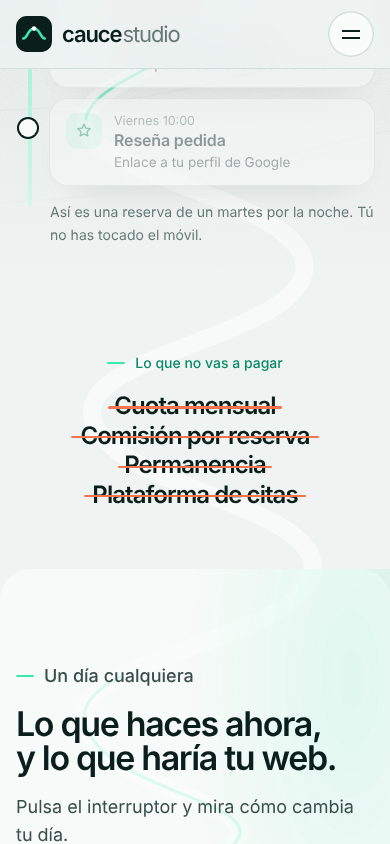 caucestudio
Viernes 10:00
Reseña pedida
Enlace a tu perfil de Google
Así es una reserva de un martes por la noche. Tú
no has tocado el móvil.
Lo que no vas a pagar
Cuota mensual
Comisión por reserva
Permanencia
Plataforma de citas
Un día cualquiera
Lo que haces ahora,
y lo que haría tu web.
Pulsa el interruptor y mira cómo cambia
tu día.